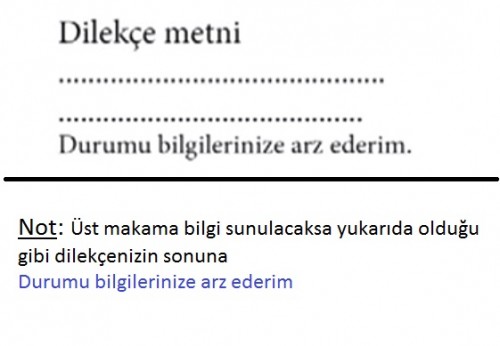 Dilekçe metni
................................................
.............................................
Durumu bilgilerinize arz ederim.
Not: Üst makama bilgi sunulacaksa yukarıda olduğu
gibi dilekçenizin sonuna
Durumu bilgilerinize arz ederim